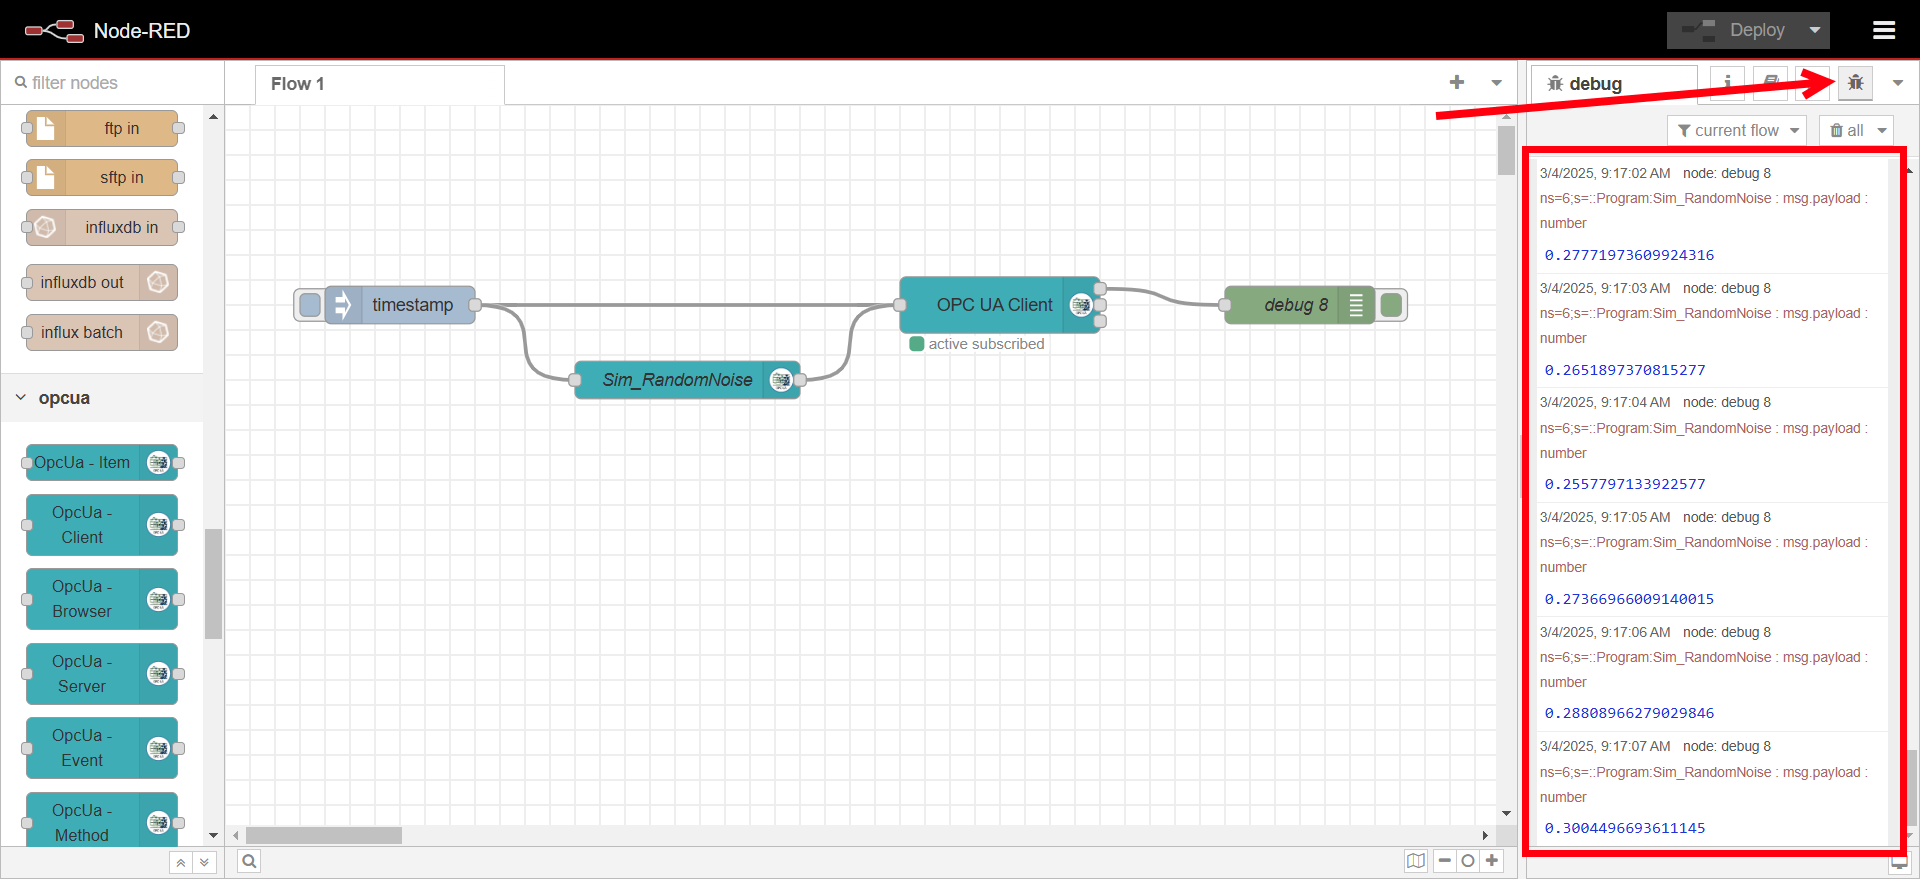 Node-RED
Deploy
filter nodes
Flow 1
debug
i
current flow
all
ftp in
sftp in
influxdb in
influxdb out
influx batch
opcua
OpcUa - Item
OpcUa -
Client
OpcUa -
Browser
OpcUa -
Server
OpcUa -
Event
OpcUa -
Method
timestamp
Sim_RandomNoise
OPC UA Client
active subscribed
debug 8
3/4/2025, 9:17:02 AM node: debug 8
ns=6;s=::Program:Sim_RandomNoise : msg.payload :
number
0.27771973609924316
3/4/2025, 9:17:03 AM node: debug 8
ns=6;s=::Program:Sim_RandomNoise : msg.payload :
number
0.2651897370815277
3/4/2025, 9:17:04 AM node: debug 8
ns=6;s=::Program:Sim_RandomNoise : msg.payload :
number
0.2557797133922577
3/4/2025, 9:17:05 AM node: debug 8
ns=6;s=::Program:Sim_RandomNoise : msg.payload :
number
0.27366966009140015
3/4/2025, 9:17:06 AM node: debug 8
ns=6;s=::Program:Sim_RandomNoise : msg.payload :
number
0.28808966279029846
3/4/2025, 9:17:07 AM node: debug 8
ns=6;s=::Program:Sim_RandomNoise : msg.payload :
number
0.3004496693611145